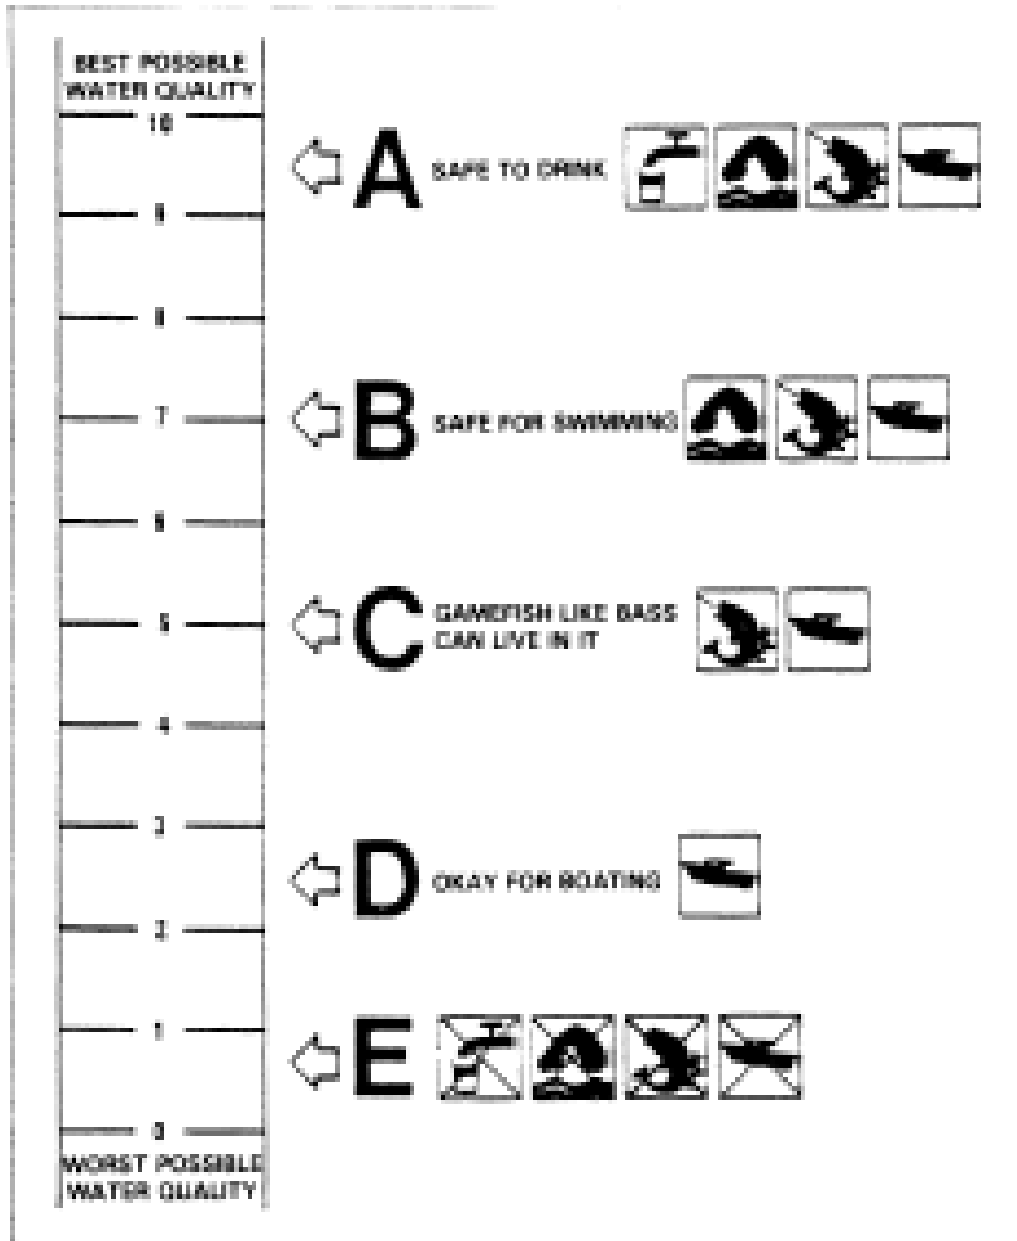 BEST POSSIBLE
WATER QUALITY
10
A SAFE TO DRINK
9
8
7
B SAFE FOR SWIMMING
6
5
C GAMEFISH LIKE BASS
CAN LIVE IN IT
4
3
D OKAY FOR BOATING
2
1
E
0
WORST POSSIBLE
WATER QUALITY